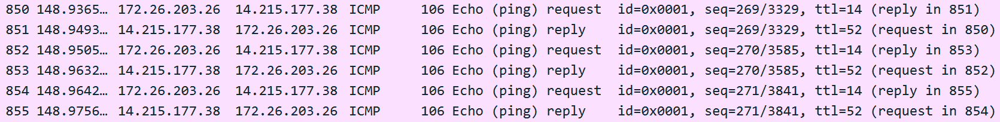 850 148.9365… 172.26.203.26 14.215.177.38 ICMP 106 Echo (ping) request id=0x0001, seq=269/3329, ttl=14 (reply in 851)
851 148.9493… 14.215.177.38 172.26.203.26 ICMP 106 Echo (ping) reply id=0x0001, seq=269/3329, ttl=52 (request in 850)
852 148.9505… 172.26.203.26 14.215.177.38 ICMP 106 Echo (ping) request id=0x0001, seq=270/3585, ttl=14 (reply in 853)
853 148.9632… 14.215.177.38 172.26.203.26 ICMP 106 Echo (ping) reply id=0x0001, seq=270/3585, ttl=52 (request in 852)
854 148.9642… 172.26.203.26 14.215.177.38 ICMP 106 Echo (ping) request id=0x0001, seq=271/3841, ttl=14 (reply in 855)
855 148.9756… 14.215.177.38 172.26.203.26 ICMP 106 Echo (ping) reply id=0x0001, seq=271/3841, ttl=52 (request in 854)